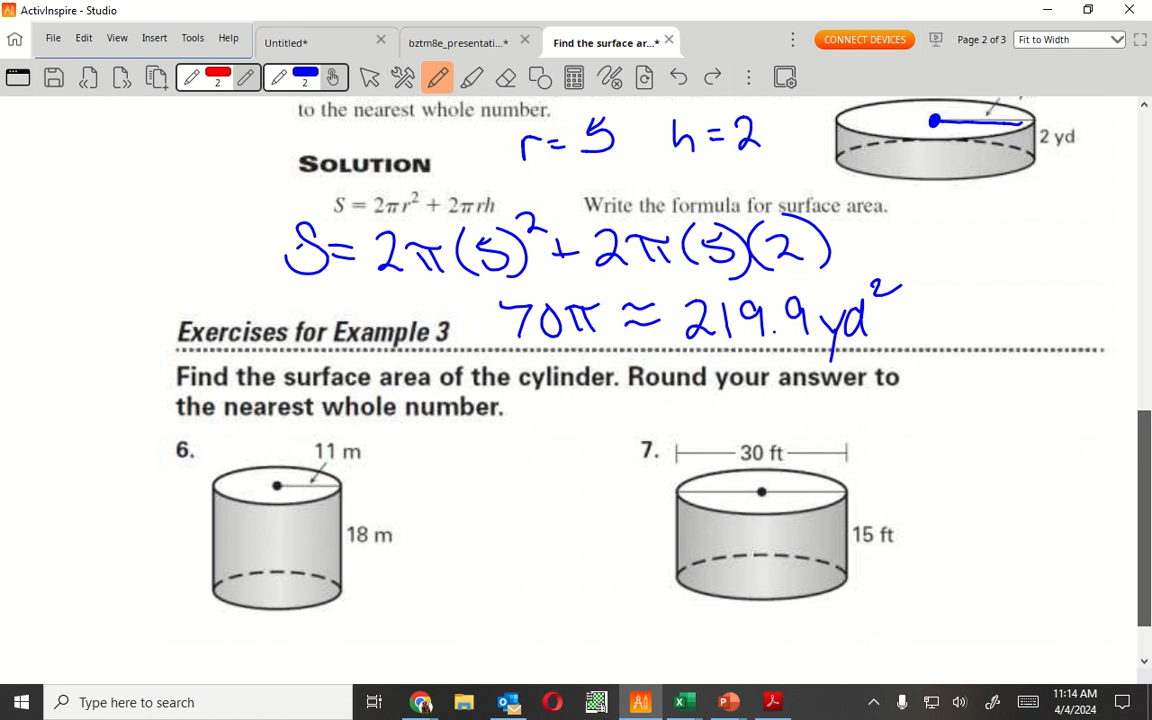 ActivInspire - Studio
File Edit View Insert Tools Help
Untitled*
bztm8e_presentati...*
Find the surface ar...*
CONNECT DEVICES
Page 2 of 3
Fit to Width
2
2
to the nearest whole number.
r = 5 h = 2
2 yd
SOLUTION
S = 2πr² + 2πrh Write the formula for surface area.
S = 2π(5)² + 2π(5)(2)
70π ≈ 219.9 yd²
Exercises for Example 3
Find the surface area of the cylinder. Round your answer to
the nearest whole number.
6. 11 m
18 m
7. 30 ft
15 ft
Type here to search
11:14 AM
4/4/2024